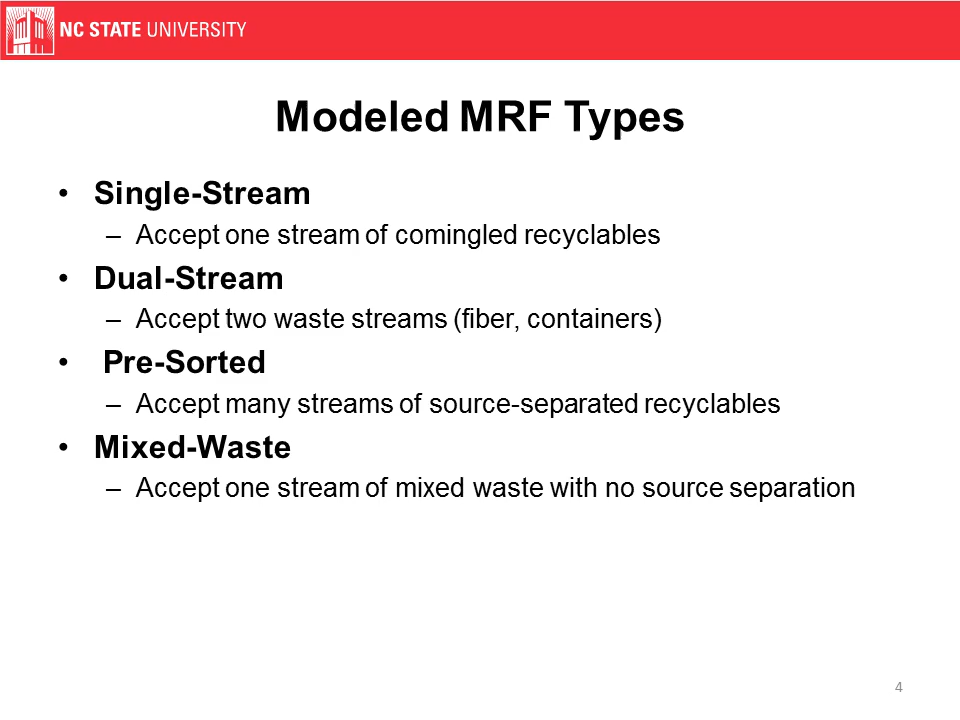 NC STATE UNIVERSITY
Modeled MRF Types
• Single-Stream
– Accept one stream of comingled recyclables
• Dual-Stream
– Accept two waste streams (fiber, containers)
• Pre-Sorted
– Accept many streams of source-separated recyclables
• Mixed-Waste
– Accept one stream of mixed waste with no source separation
4